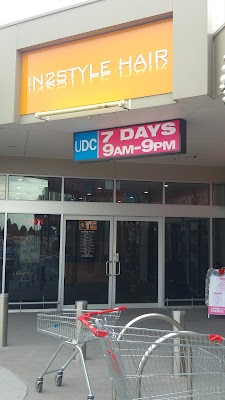 IN2STYLE HAIR
UDC
7 DAYS
9AM-9PM